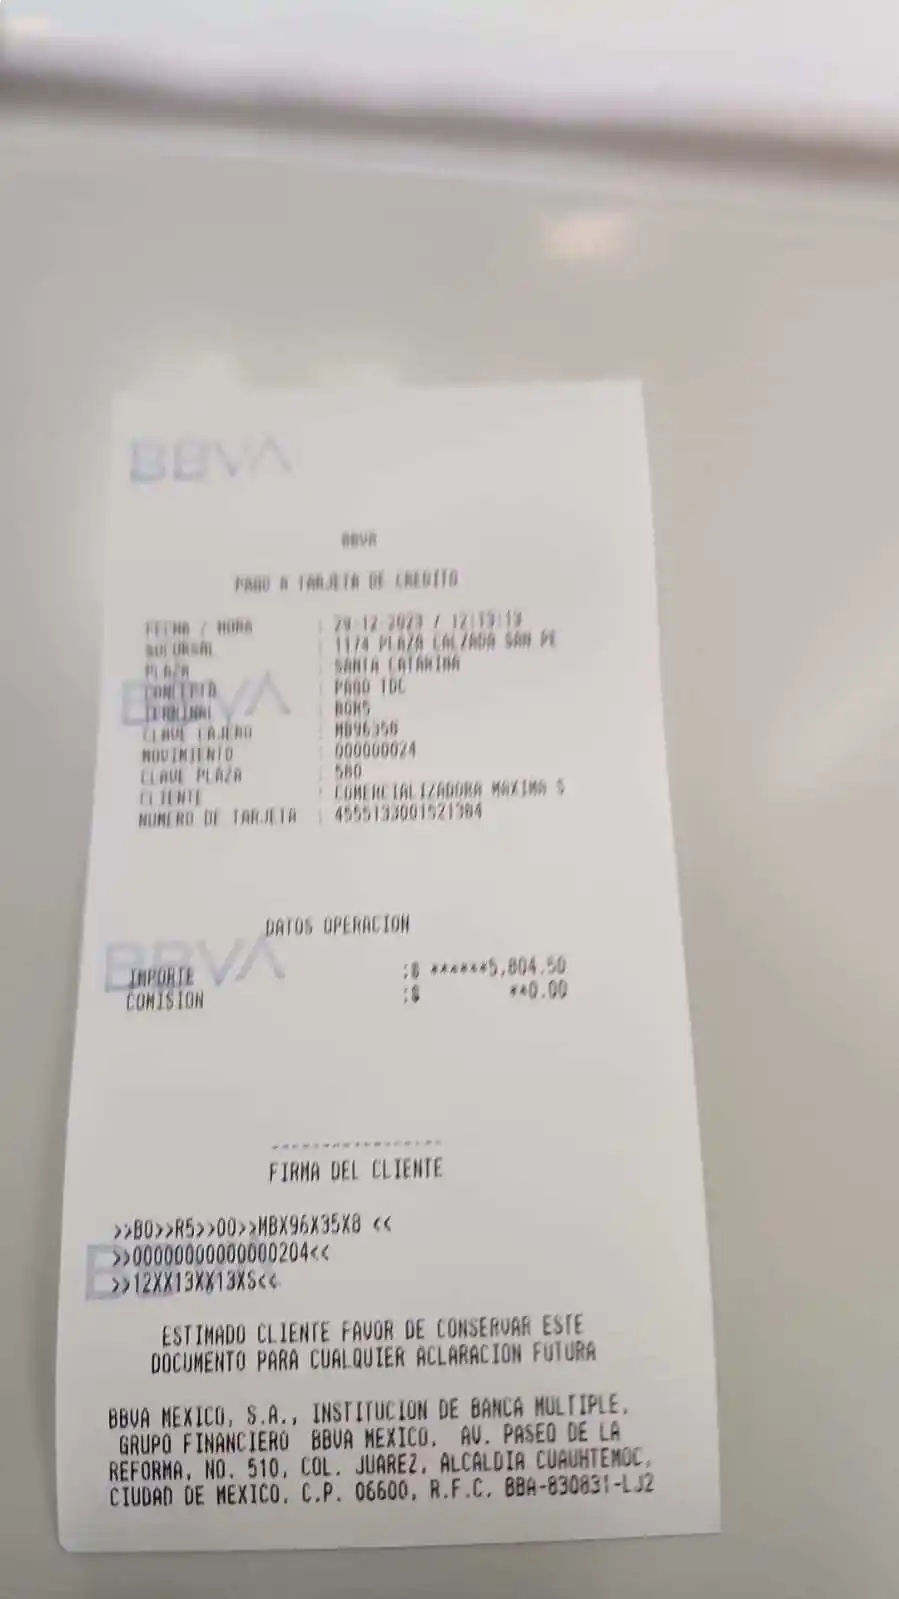 BBVA
BBVA
PAGO A TARJETA DE CREDITO
FECHA / HORA : 29-12-2023 / 12:13:13
SUCURSAL : 1174 PLAZA CALZADA SAN PE
PLAZA : SANTA CATARINA
BBVA
CONCEPTO : PAGO TDC
TERMINAL :
CLAVE CAJERO : MB96358
MOVIMIENTO : 000000024
CLAVE PLAZA : 580
CLIENTE : COMERCIALIZADORA MAXIMA S
NUMERO DE TARJETA : 4555133001521384
DATOS OPERACION
BBVA
IMPORTE :$ ******5,804.50
COMISION :$ **0.00
FIRMA DEL CLIENTE
>>B0>>R5>>00>>MBX96X35X8 <<
>>00000000000000204<<
>>12XX13XX13XS<<
ESTIMADO CLIENTE FAVOR DE CONSERVAR ESTE
DOCUMENTO PARA CUALQUIER ACLARACION FUTURA
BBVA MEXICO, S.A., INSTITUCION DE BANCA MULTIPLE,
GRUPO FINANCIERO BBVA MEXICO, AV. PASEO DE LA
REFORMA, NO. 510, COL. JUAREZ, ALCALDIA CUAUHTEMOC,
CIUDAD DE MEXICO, C.P. 06600, R.F.C. BBA-830831-LJ2